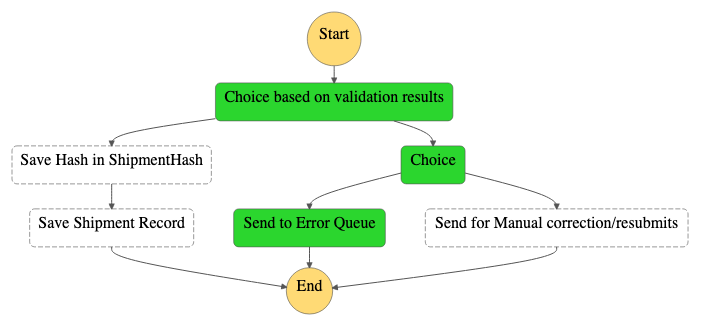 Start
Choice based on validation results
Save Hash in ShipmentHash
Choice
Save Shipment Record
Send to Error Queue
Send for Manual correction/resubmits
End